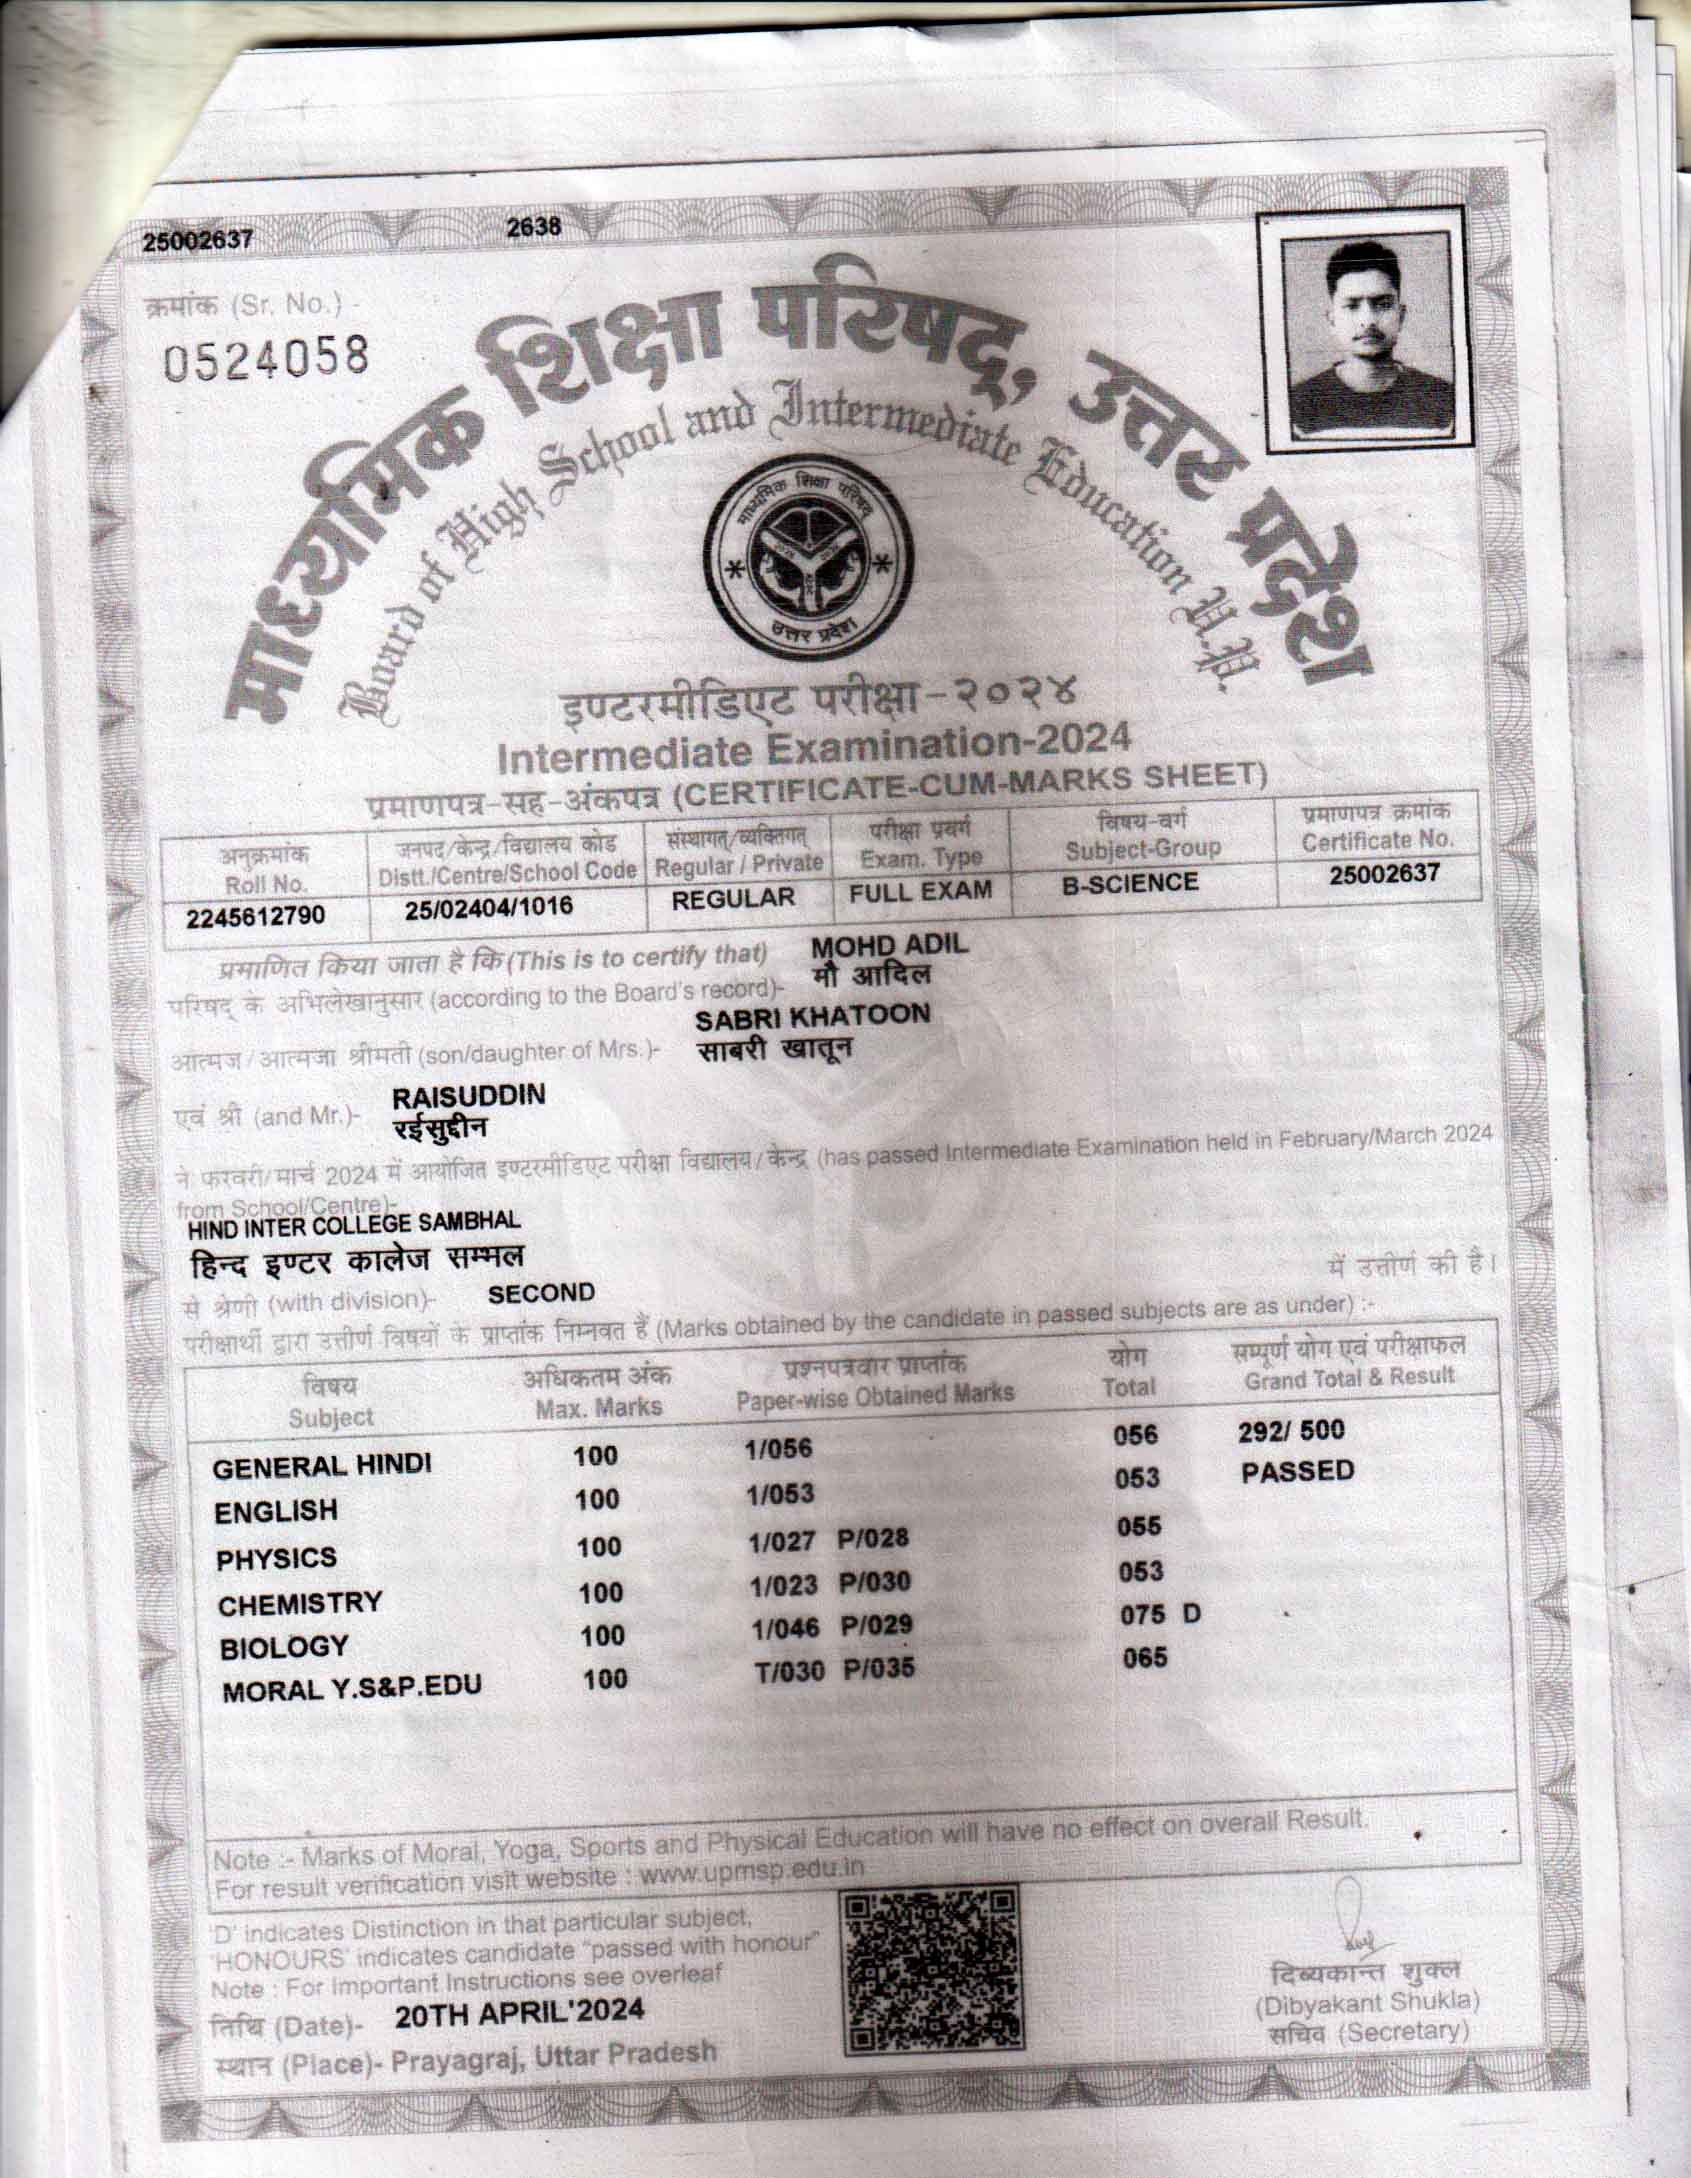 25002637 2638
क्रमांक (Sr. No.) -
0524058
माध्यमिक शिक्षा परिषद्, उत्तर प्रदेश
Board of High School and Intermediate Education U.P.
माध्यमिक शिक्षा परिषद्
उत्तर प्रदेश
इण्टरमीडिएट परीक्षा-२०२४
Intermediate Examination-2024
प्रमाणपत्र-सह-अंकपत्र (CERTIFICATE-CUM-MARKS SHEET)
अनुक्रमांक जनपद/केन्द्र/विद्यालय कोड संस्थागत्/व्यक्तिगत् परीक्षा प्रवर्ग विषय-वर्ग प्रमाणपत्र क्रमांक
Roll No. Distt./Centre/School Code Regular / Private Exam. Type Subject-Group Certificate No.
2245612790 25/02404/1016 REGULAR FULL EXAM B-SCIENCE 25002637
प्रमाणित किया जाता है कि (This is to certify that) MOHD ADIL
परिषद् के अभिलेखानुसार (according to the Board's record)- मौ आदिल
SABRI KHATOON
आत्मज/आत्मजा श्रीमती (son/daughter of Mrs.)- साबरी खातून
RAISUDDIN
एवं श्री (and Mr.)- रईसुद्दीन
ने फरवरी/मार्च 2024 में आयोजित इण्टरमीडिएट परीक्षा विद्यालय/केन्द्र (has passed Intermediate Examination held in February/March 2024
from School/Centre)-
HIND INTER COLLEGE SAMBHAL
हिन्द इण्टर कालेज सम्भल
में उत्तीर्ण की है।
से श्रेणी (with division)- SECOND
परीक्षार्थी द्वारा उत्तीर्ण विषयों के प्राप्तांक निम्नवत हैं (Marks obtained by the candidate in passed subjects are as under) :-
विषय अधिकतम अंक प्रश्नपत्रवार प्राप्तांक योग सम्पूर्ण योग एवं परीक्षाफल
Subject Max. Marks Paper-wise Obtained Marks Total Grand Total & Result
GENERAL HINDI 100 1/056 056 292/ 500
ENGLISH 100 1/053 053 PASSED
PHYSICS 100 1/027 P/028 055
CHEMISTRY 100 1/023 P/030 053
BIOLOGY 100 1/046 P/029 075 D
MORAL Y.S&P.EDU 100 T/030 P/035 065
Note :- Marks of Moral, Yoga, Sports and Physical Education will have no effect on overall Result.
For result verification visit website : www.upmsp.edu.in
'D' indicates Distinction in that particular subject,
'HONOURS' indicates candidate "passed with honour"
Note : For Important Instructions see overleaf
तिथि (Date)- 20TH APRIL'2024
स्थान (Place)- Prayagraj, Uttar Pradesh
दिब्यकान्त शुक्ल
(Dibyakant Shukla)
सचिव (Secretary)